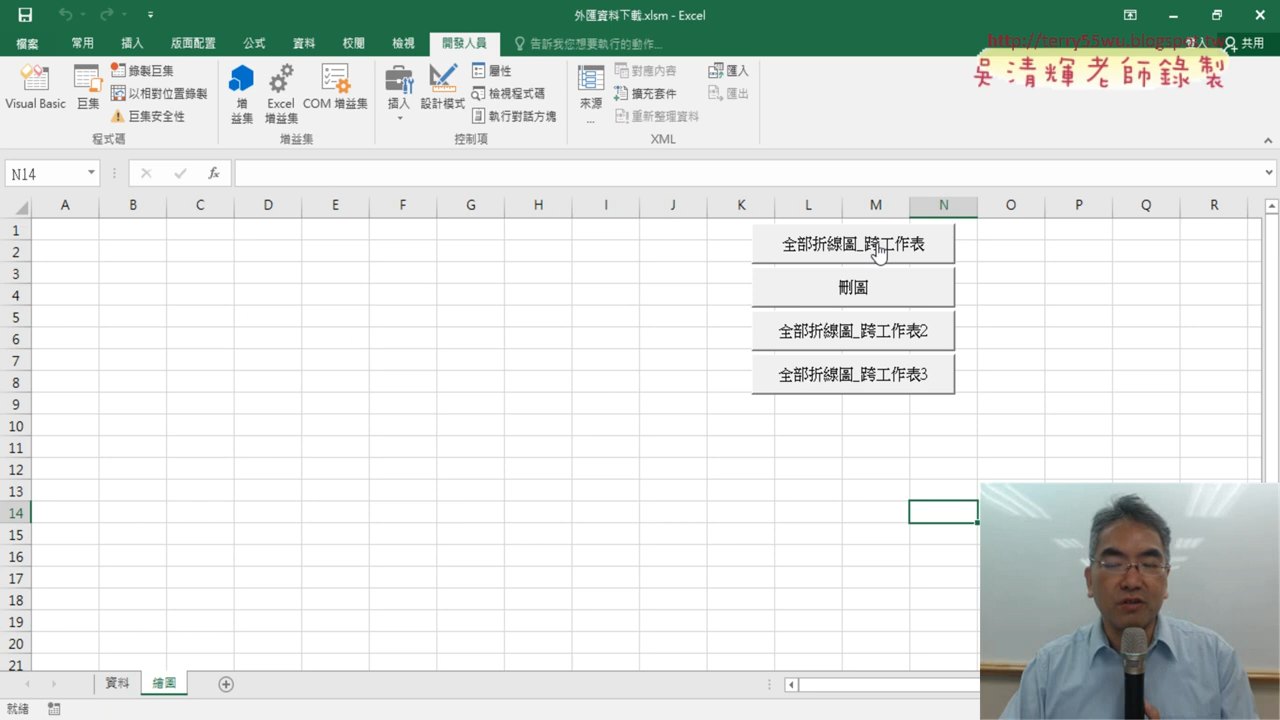 外匯資料下載.xlsm - Excel
檔案 常用 插入 版面配置 公式 資料 校閱 檢視 開發人員 告訴我您想要執行的動作... 共用
http://terry55wu.blogspot.tw
吳清輝老師錄製
Visual Basic 巨集 錄製巨集 以相對位置錄製 巨集安全性
增益集 Excel 增益集 COM 增益集
插入 設計模式 屬性 檢視程式碼 執行對話方塊
來源... 對應內容 擴充套件 重新整理資料 匯入 匯出
程式碼 增益集 控制項 XML
N14 fx
A B C D E F G H I J K L M N O P Q R
1
2
3
4
5
6
7
8
9
10
11
12
13
14
15
16
17
18
19
20
21
全部折線圖_跨工作表
刪圖
全部折線圖_跨工作表2
全部折線圖_跨工作表3
資料 繪圖
就緒